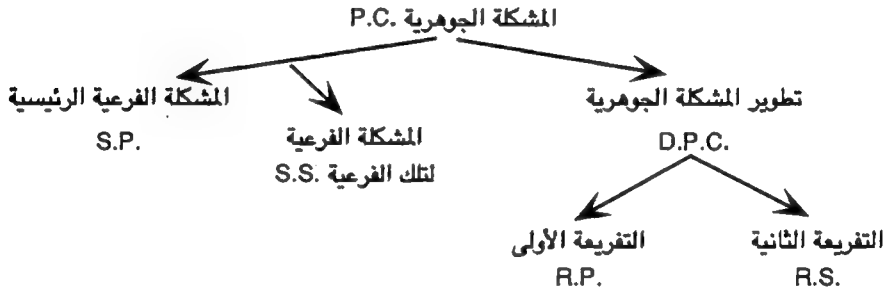 المشكلة الجوهرية P.C.
تطوير المشكلة الجوهرية
D.P.C.
المشكلة الفرعية الرئيسية
S.P.
المشكلة الفرعية
لتلك الفرعية S.S.
التفريعة الثانية
R.S.
التفريعة الأولى
R.P.